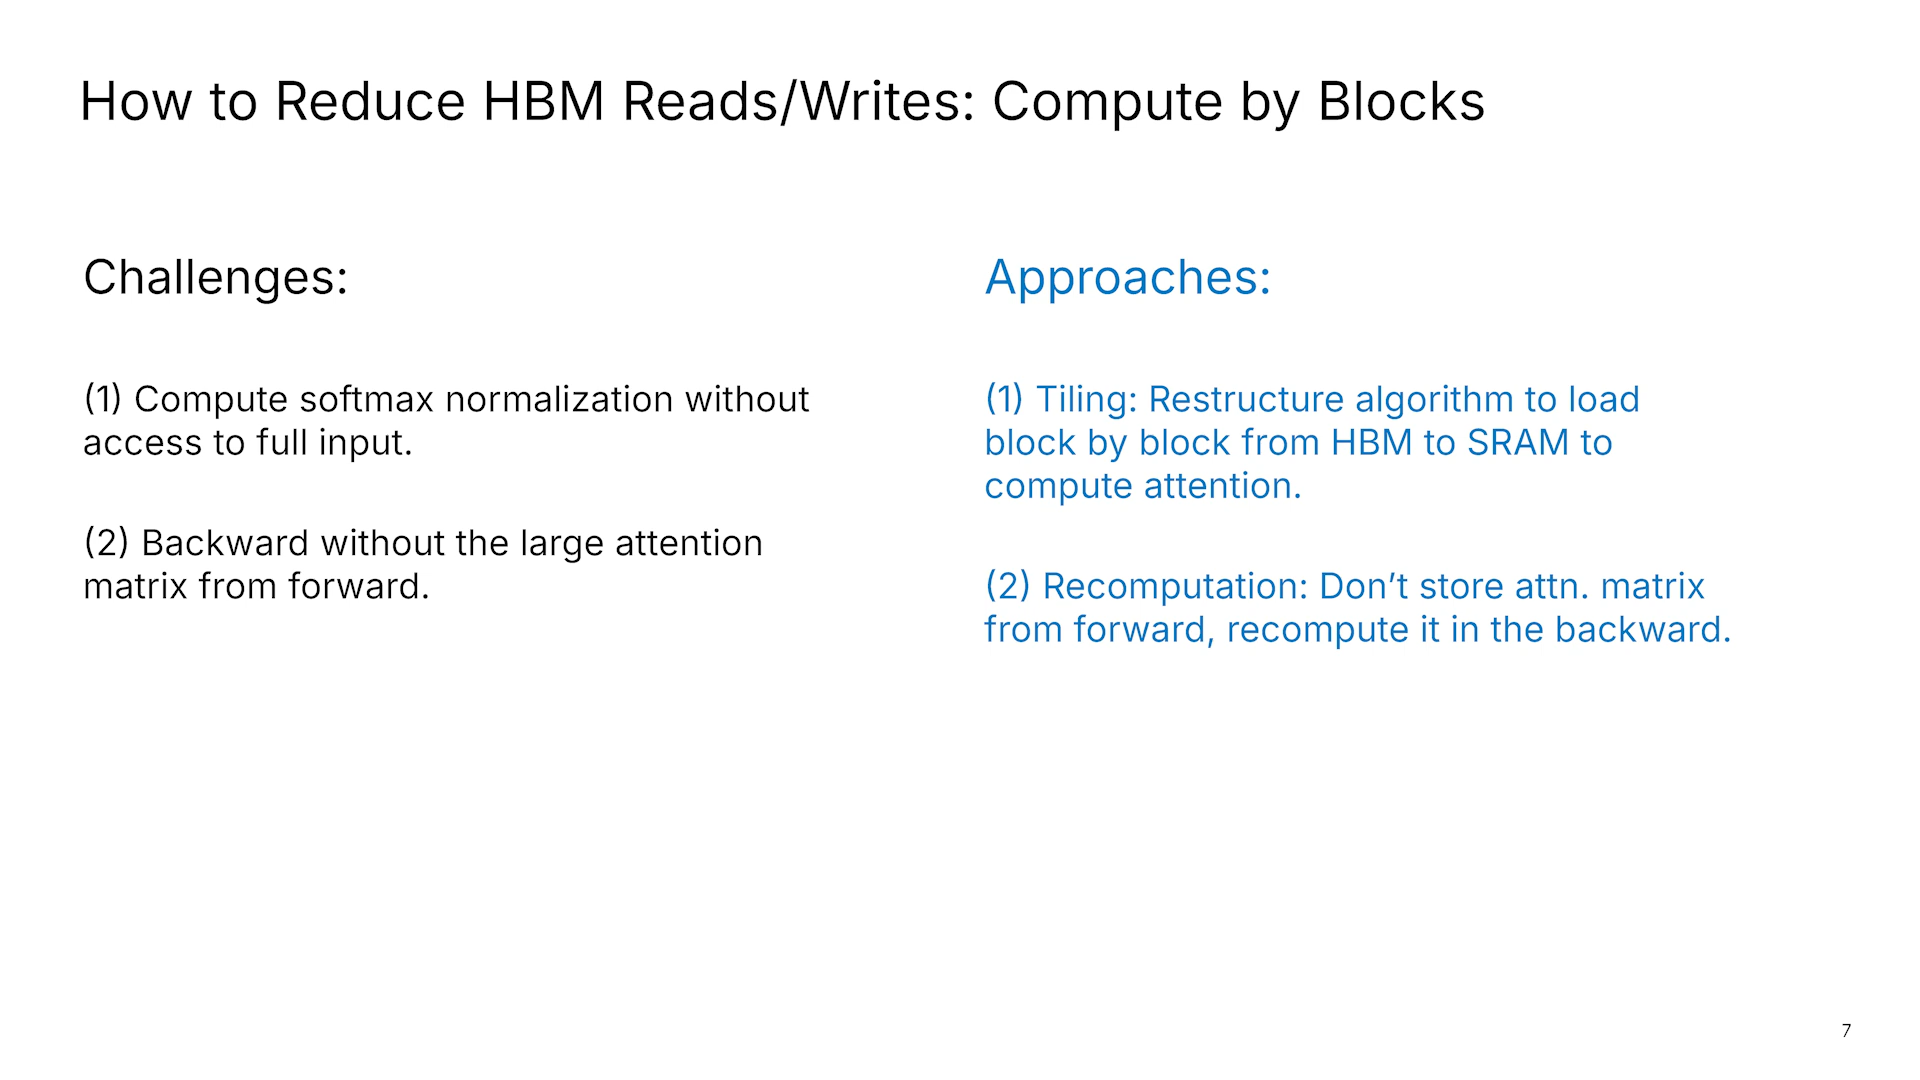 How to Reduce HBM Reads/Writes: Compute by Blocks
Challenges:
(1) Compute softmax normalization without
access to full input.
(2) Backward without the large attention
matrix from forward.
Approaches:
(1) Tiling: Restructure algorithm to load
block by block from HBM to SRAM to
compute attention.
(2) Recomputation: Don’t store attn. matrix
from forward, recompute it in the backward.
7